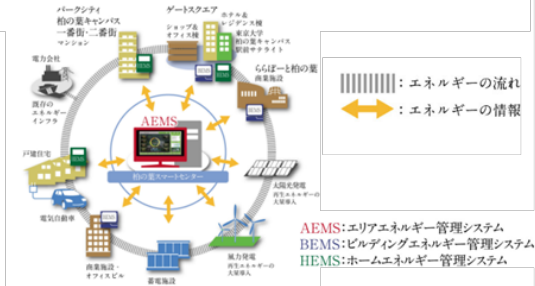 パークシティ
柏の葉キャンパス
一番街・二番街
マンション
ゲートスクエア
ショップ&
オフィス棟
ホテル&
レジデンス棟
東京大学
柏の葉キャンパス
駅前サテライト
HEMS
BEMS
HEMS
ららぽーと柏の葉
商業施設
BEMS
電力会社
既存の
エネルギー
インフラ
AEMS
柏の葉スマートセンター
戸建住宅
HEMS
電気自動車
BEMS
商業施設・
オフィスビル
蓄電施設
風力発電
再生エネルギーの
大量導入
太陽光発電
再生エネルギーの
大量導入
:エネルギーの流れ
:エネルギーの情報
AEMS:エリアエネルギー管理システム
BEMS:ビルディングエネルギー管理システム
HEMS:ホームエネルギー管理システム